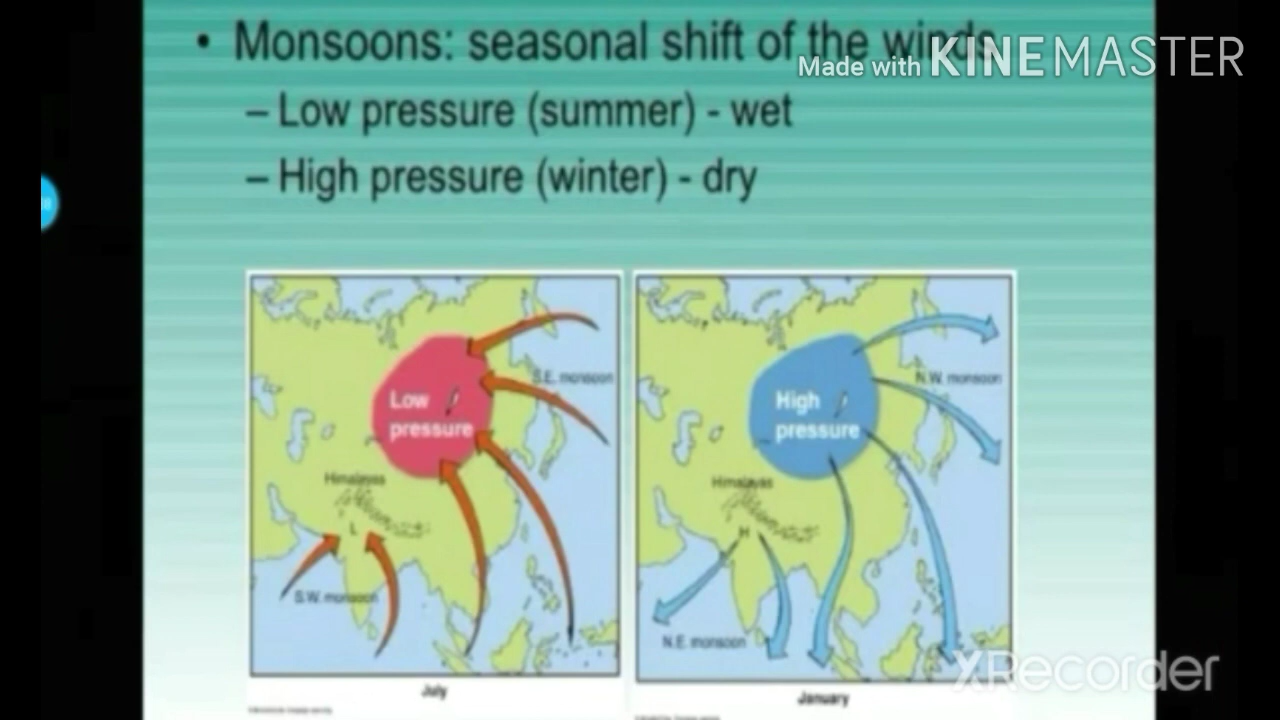 • Monsoons: seasonal shift of the winds
Made with KINEMASTER
– Low pressure (summer) - wet
– High pressure (winter) - dry
S.E. monsoon
Low
pressure
Himalayas
L
S.W. monsoon
July
N.W. monsoon
High
pressure
Himalayas
H
N.E. monsoon
January
XRecorder